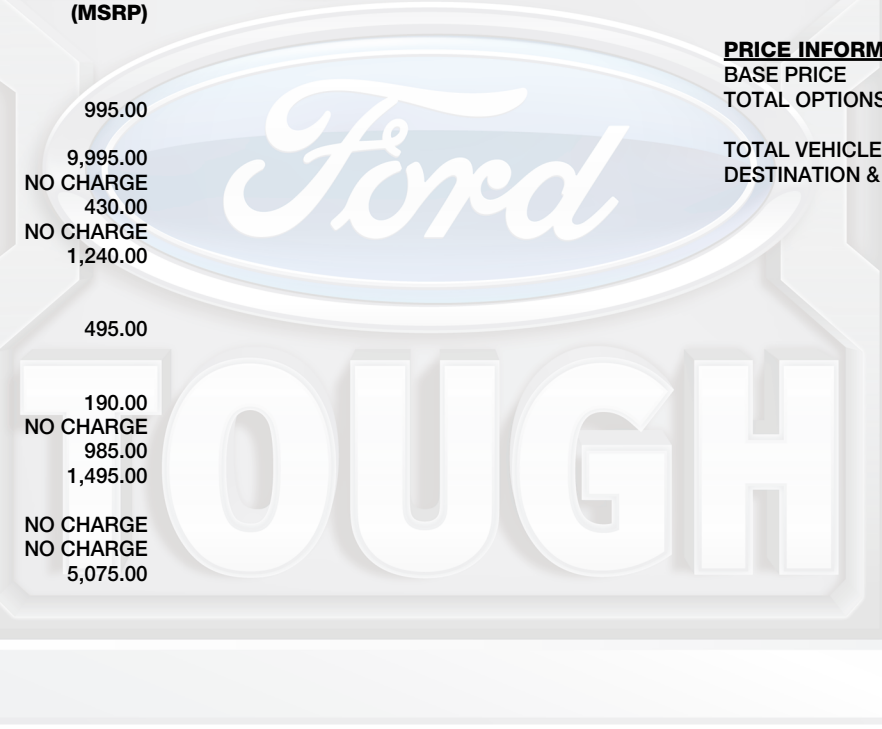 (MSRP)
995.00
9,995.00
NO CHARGE
430.00
NO CHARGE
1,240.00
495.00
190.00
NO CHARGE
985.00
1,495.00
NO CHARGE
NO CHARGE
5,075.00
PRICE INFORM
BASE PRICE
TOTAL OPTIONS
TOTAL VEHICLE
DESTINATION &
Ford
TOUGH